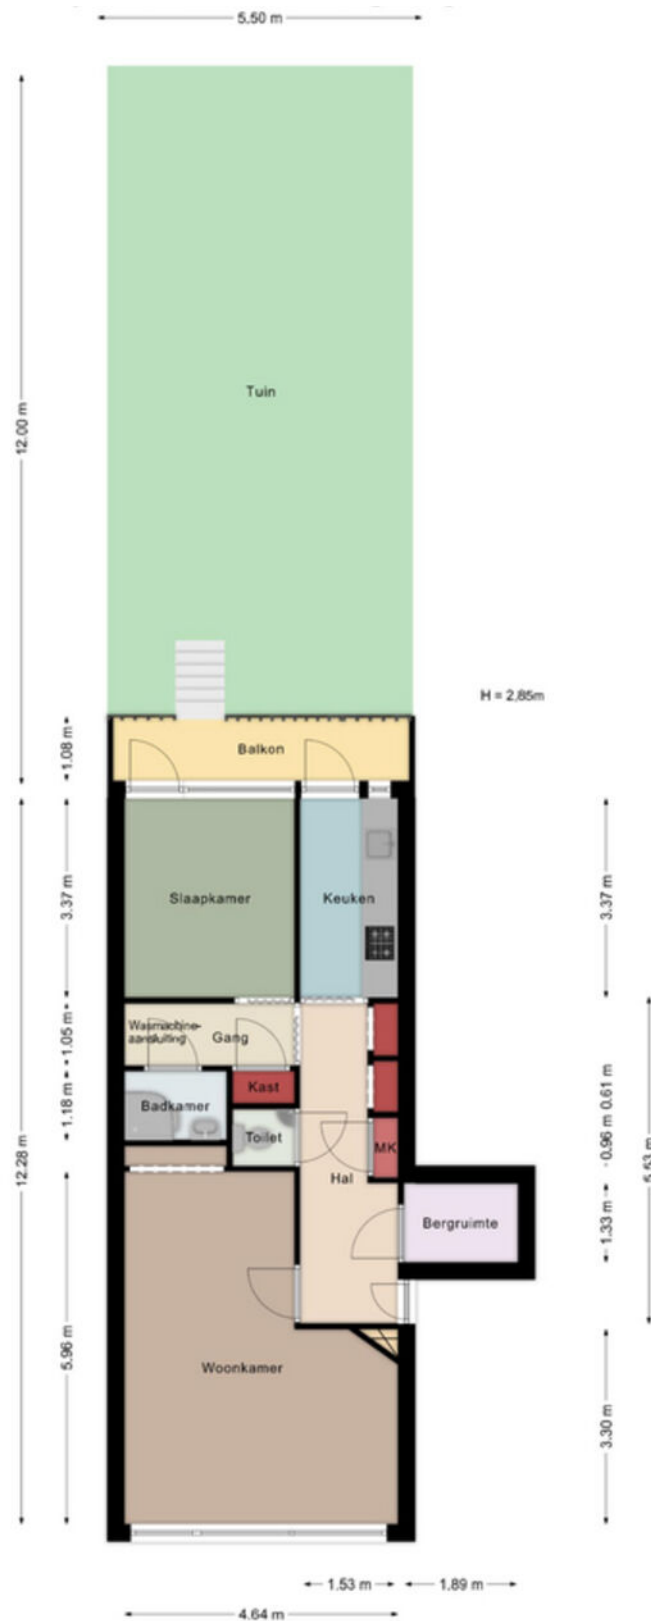 5.50 m
Tuin
12.00 m
H = 2,85m
1.08 m
Balkon
3.37 m
Slaapkamer
Keuken
3.37 m
Wasmachine-
aansluiting
Gang
1.05 m
Kast
Badkamer
1.18 m
Toilet
MK
0.61 m
0.96 m
12.28 m
Hal
5.53 m
Bergruimte
1.33 m
Woonkamer
5.96 m
3.30 m
1.53 m
1.89 m
4.64 m